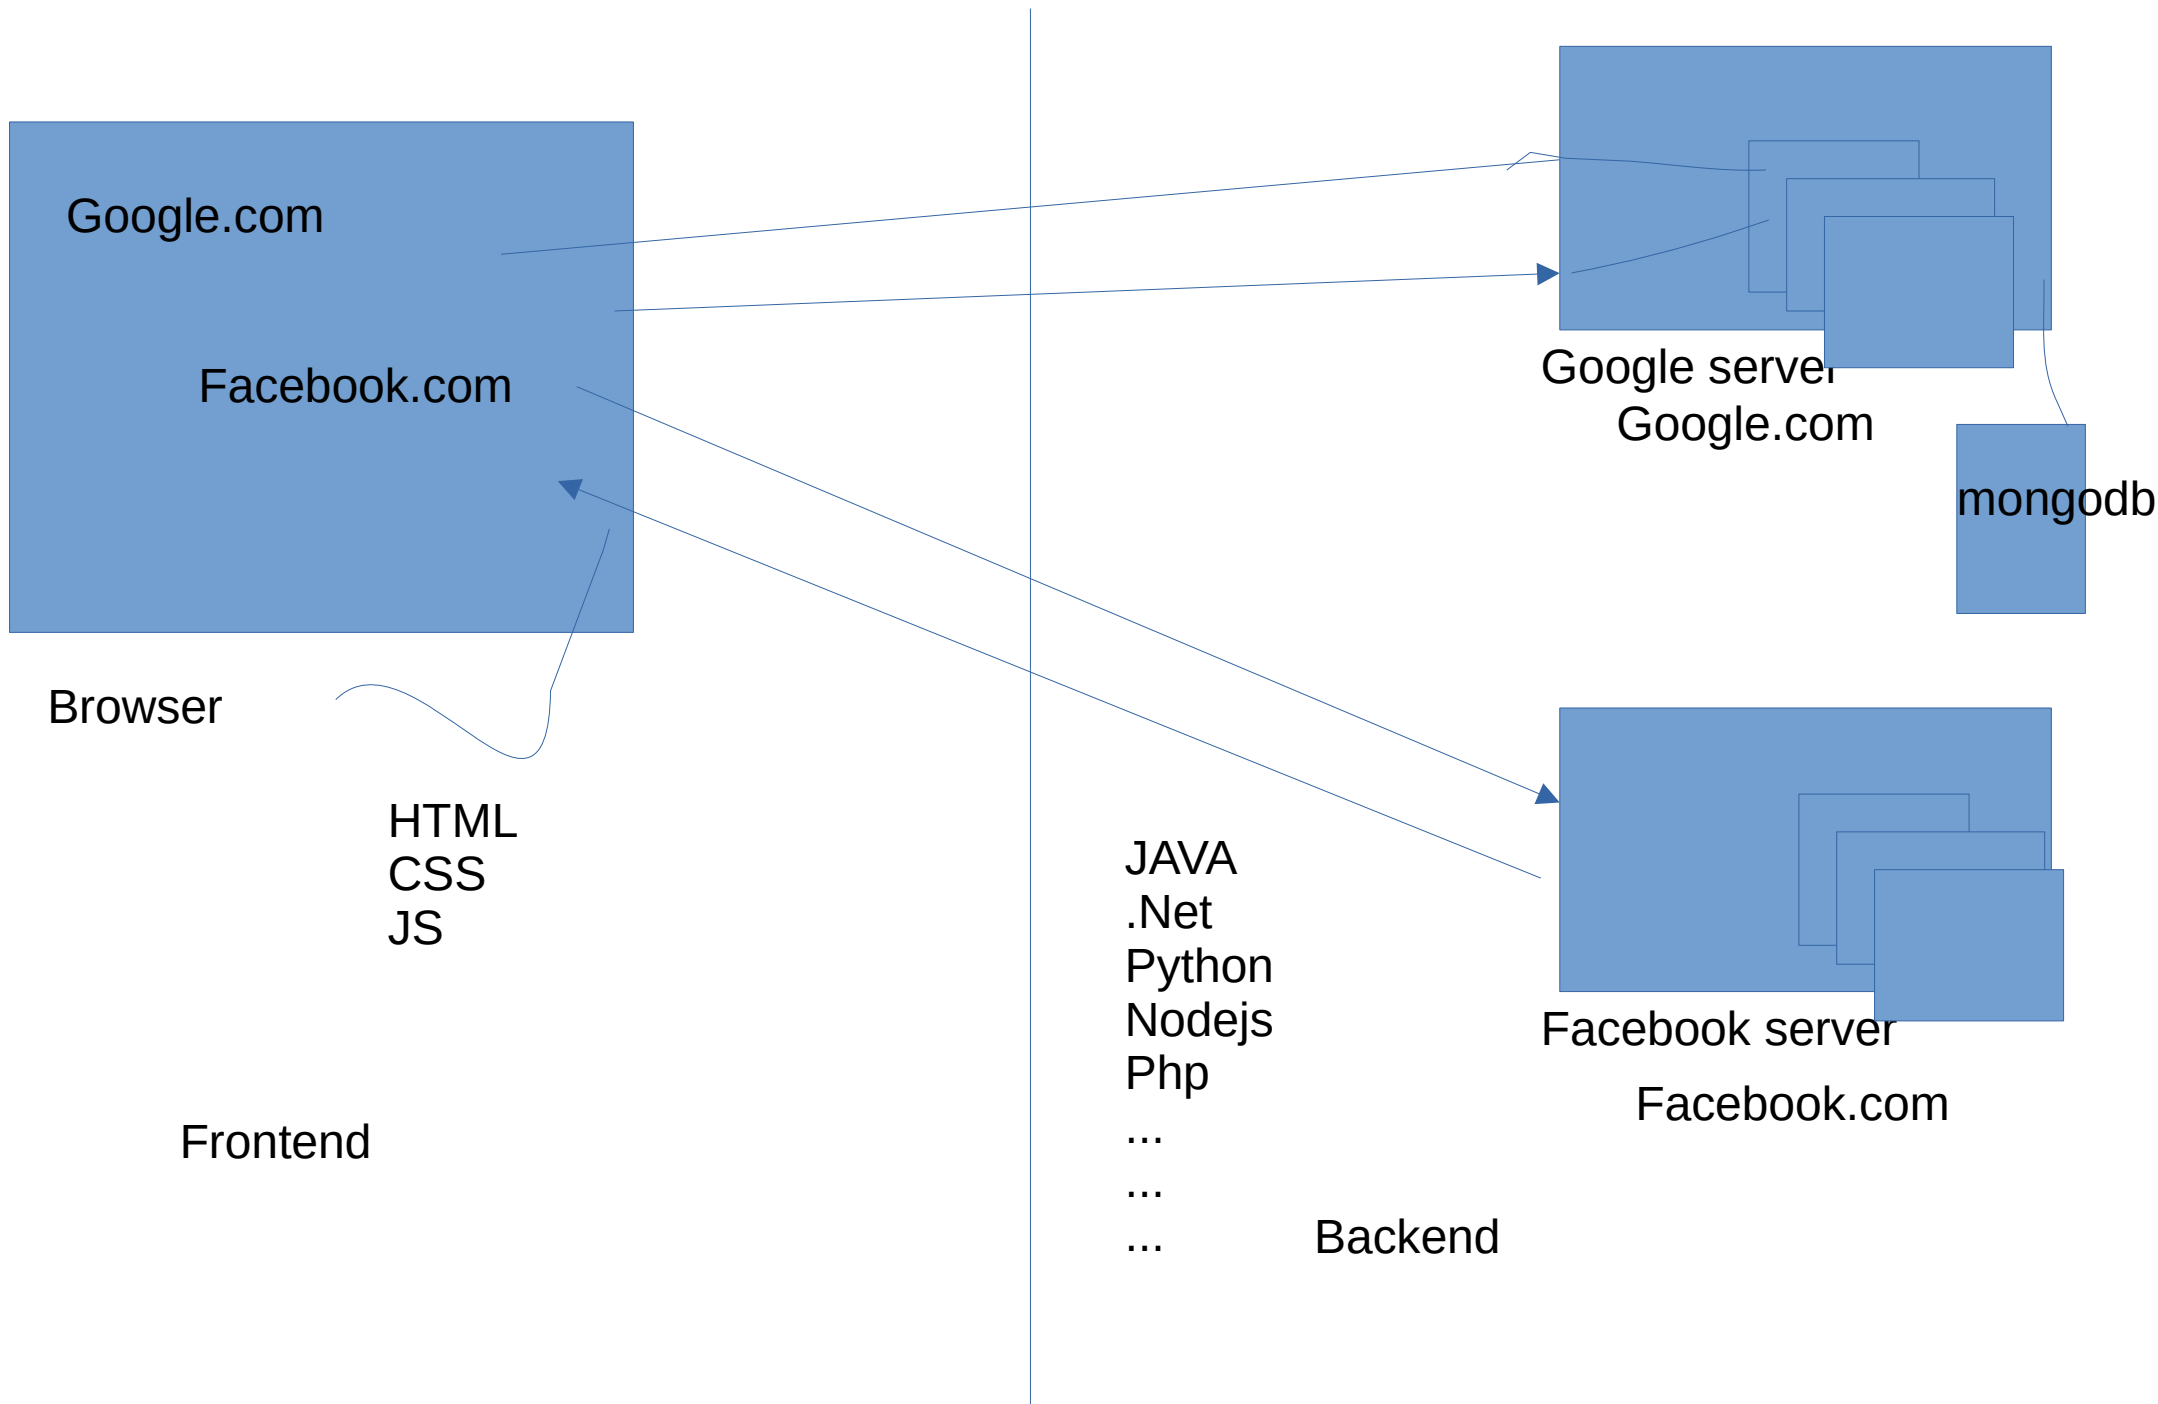 Google.com
Facebook.com
Browser
HTML
CSS
JS
Frontend
Google server
Google.com
mongodb
JAVA
.Net
Python
Nodejs
Php
...
...
...
Backend
Facebook server
Facebook.com